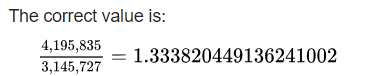 The correct value is:
4,195,835
3,145,727 = 1.333820449136241002